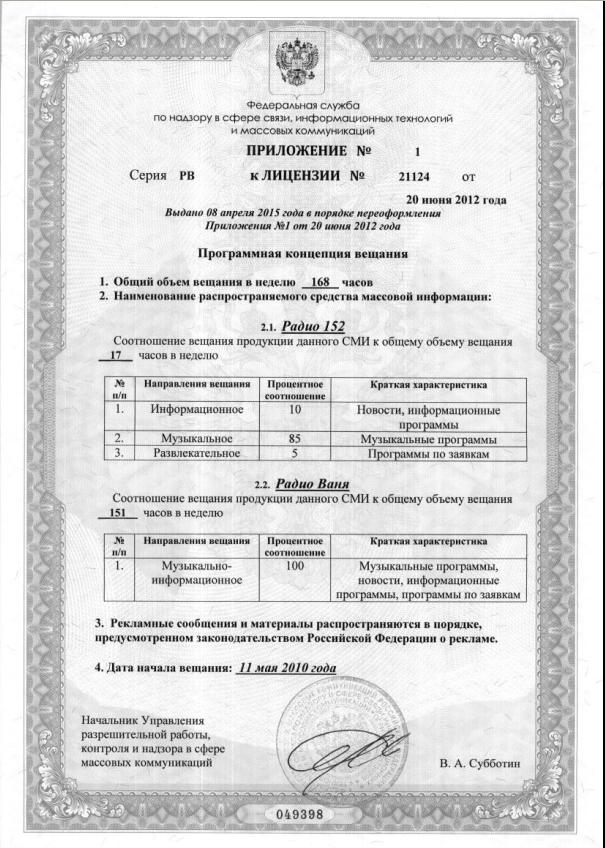 Федеральная служба
по надзору в сфере связи, информационных технологий
и массовых коммуникаций
ПРИЛОЖЕНИЕ № 1
Серия РВ к ЛИЦЕНЗИИ № 21124 от
20 июня 2012 года
Выдано 08 апреля 2015 года в порядке переоформления
Приложения №1 от 20 июня 2012 года
Программная концепция вещания
1. Общий объем вещания в неделю 168 часов
2. Наименование распространяемого средства массовой информации:
2.1. Радио 152
Соотношение вещания продукции данного СМИ к общему объему вещания
17 часов в неделю
№ п/п Направления вещания Процентное соотношение Краткая характеристика
1. Информационное 10 Новости, информационные программы
2. Музыкальное 85 Музыкальные программы
3. Развлекательное 5 Программы по заявкам
2.2. Радио Ваня
Соотношение вещания продукции данного СМИ к общему объему вещания
151 часов в неделю
№ п/п Направления вещания Процентное соотношение Краткая характеристика
1. Музыкально-информационное 100 Музыкальные программы, новости, информационные программы, программы по заявкам
3. Рекламные сообщения и материалы распространяются в порядке,
предусмотренном законодательством Российской Федерации о рекламе.
4. Дата начала вещания: 11 мая 2010 года
Начальник Управления
разрешительной работы,
контроля и надзора в сфере
массовых коммуникаций В. А. Субботин
049398